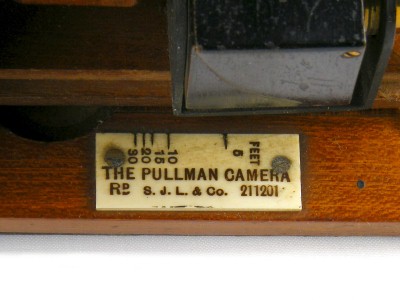 30 20 15 10 5 FEET
THE PULLMAN CAMERA
RD S. J. L. & Co. 211201